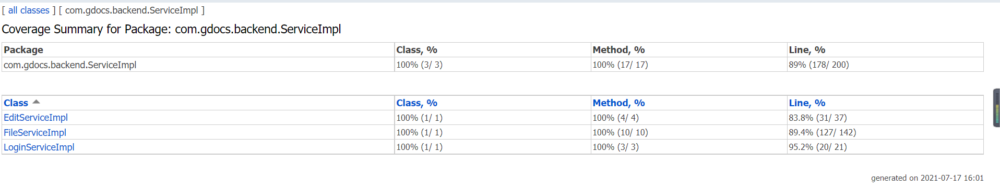 [ all classes ] [ com.gdocs.backend.ServiceImpl ]
Coverage Summary for Package: com.gdocs.backend.ServiceImpl
Package Class, % Method, % Line, %
com.gdocs.backend.ServiceImpl 100% (3/ 3) 100% (17/ 17) 89% (178/ 200)
Class Class, % Method, % Line, %
EditServiceImpl 100% (1/ 1) 100% (4/ 4) 83.8% (31/ 37)
FileServiceImpl 100% (1/ 1) 100% (10/ 10) 89.4% (127/ 142)
LoginServiceImpl 100% (1/ 1) 100% (3/ 3) 95.2% (20/ 21)
generated on 2021-07-17 16:01